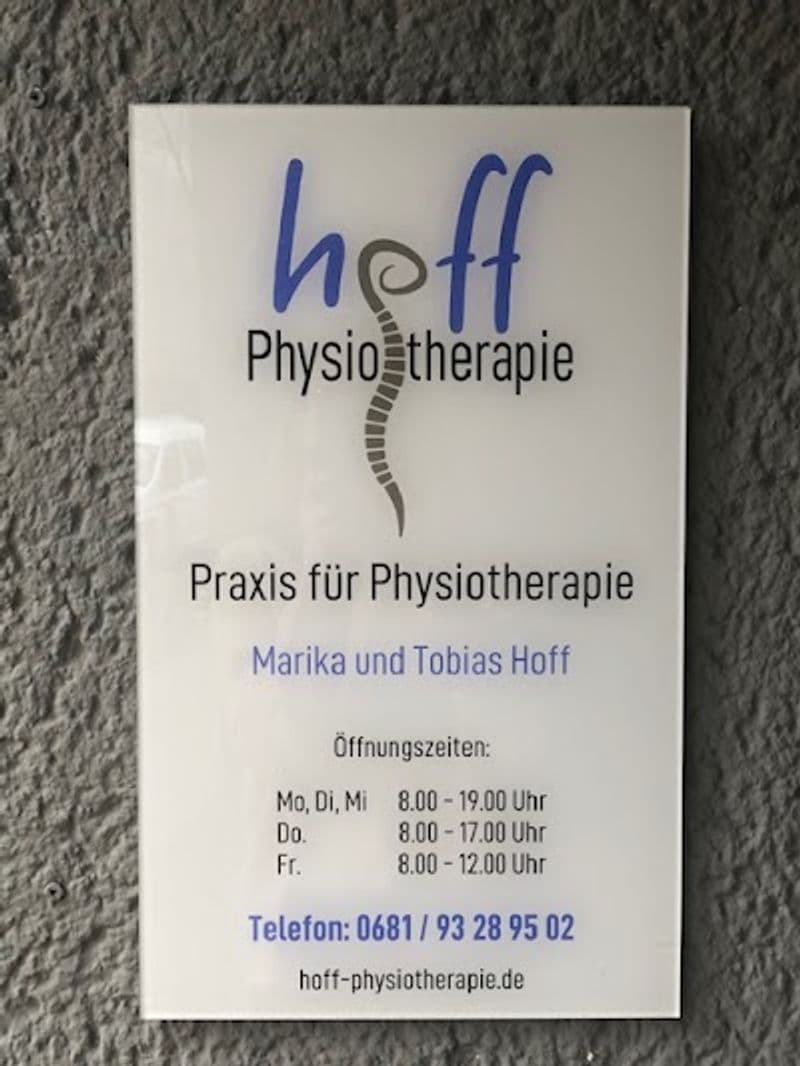 hoff
Physiotherapie
Praxis für Physiotherapie
Marika und Tobias Hoff
Öffnungszeiten:
Mo, Di, Mi 8.00 - 19.00 Uhr
Do. 8.00 - 17.00 Uhr
Fr. 8.00 - 12.00 Uhr
Telefon: 0681 / 93 28 95 02
hoff-physiotherapie.de